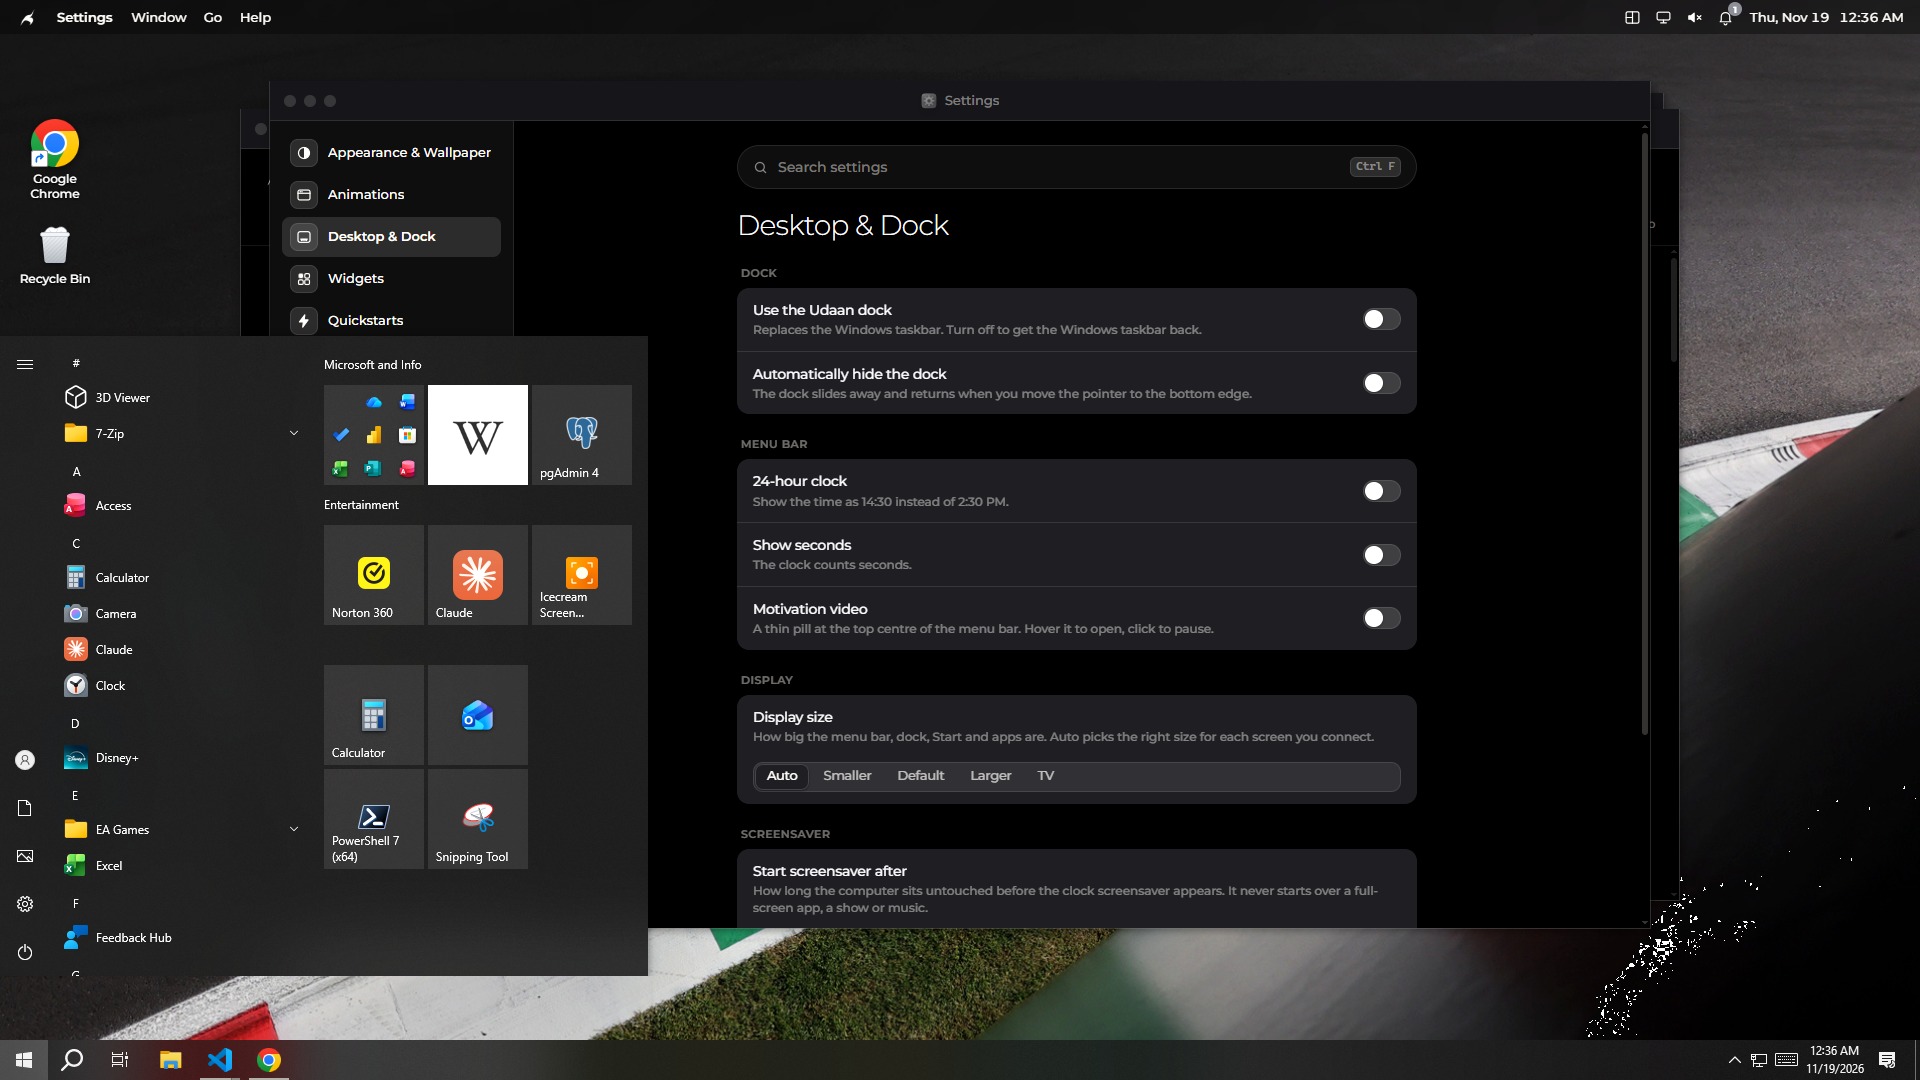 Settings Window Go Help
1
Thu, Nov 19 12:36 AM
Google
Chrome
Recycle Bin
Settings
Appearance & Wallpaper
Animations
Desktop & Dock
Widgets
Quickstarts
Search settings
Ctrl F
Desktop & Dock
DOCK
Use the Udaan dock
Replaces the Windows taskbar. Turn off to get the Windows taskbar back.
Automatically hide the dock
The dock slides away and returns when you move the pointer to the bottom edge.
MENU BAR
24-hour clock
Show the time as 14:30 instead of 2:30 PM.
Show seconds
The clock counts seconds.
Motivation video
A thin pill at the top centre of the menu bar. Hover it to open, click to pause.
DISPLAY
Display size
How big the menu bar, dock, Start and apps are. Auto picks the right size for each screen you connect.
Auto Smaller Default Larger TV
SCREENSAVER
Start screensaver after
How long the computer sits untouched before the clock screensaver appears. It never starts over a full-
screen app, a show or music.
#
3D Viewer
7-Zip
A
Access
C
Calculator
Camera
Claude
Clock
D
Disney+
E
EA Games
Excel
F
Feedback Hub
Microsoft and Info
W
pgAdmin 4
Entertainment
Norton 360
Claude
Icecream
Screen...
Calculator
PowerShell 7
(x64)
Snipping Tool
12:36 AM
11/19/2026